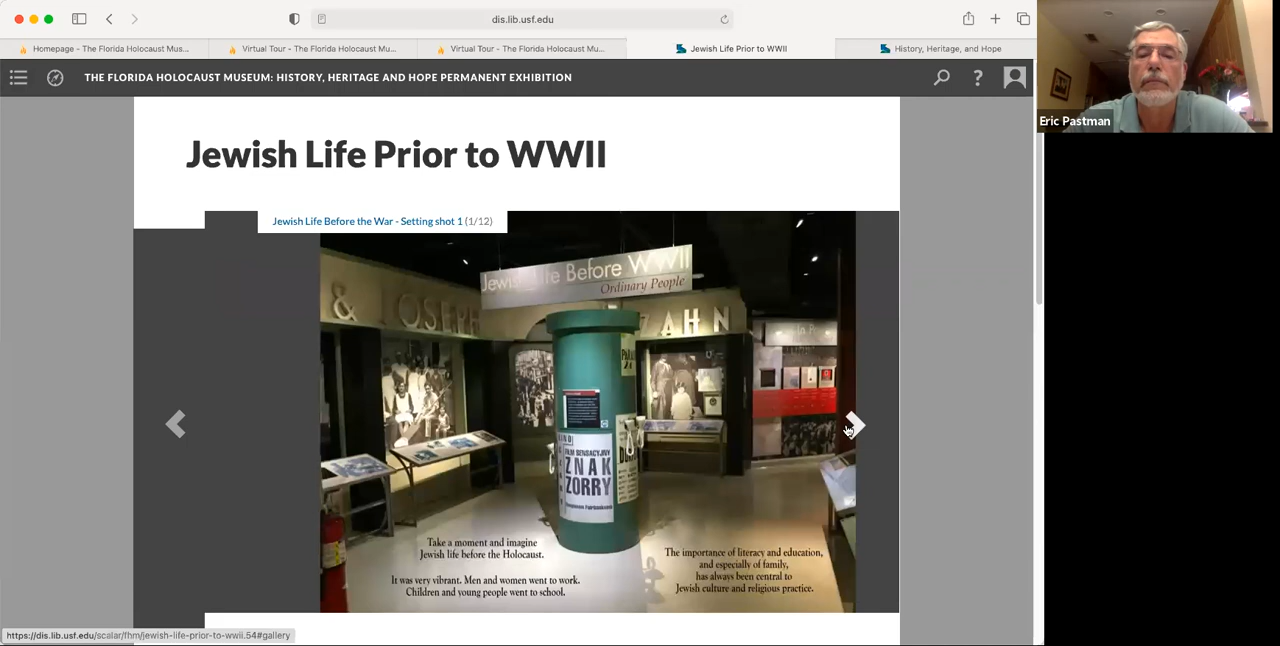 dis.lib.usf.edu
Homepage - The Florida Holocaust Mus...
Virtual Tour - The Florida Holocaust Mu...
Virtual Tour - The Florida Holocaust Mu...
Jewish Life Prior to WWII
History, Heritage, and Hope
THE FLORIDA HOLOCAUST MUSEUM: HISTORY, HERITAGE AND HOPE PERMANENT EXHIBITION
?
Eric Pastman
Jewish Life Prior to WWII
Jewish Life Before the War - Setting shot 1 (1/12)
Jewish Life Before WWII
Ordinary People
& JOSEPH
ZAHN
FILM SENSACYJNY
ZNAK
ZORRY
Take a moment and imagine
Jewish life before the Holocaust.
It was very vibrant. Men and women went to work.
Children and young people went to school.
The importance of literacy and education,
and especially of family,
has always been central to
Jewish culture and religious practice.
https://dis.lib.usf.edu/scalar/fhm/jewish-life-prior-to-wwii.54#gallery